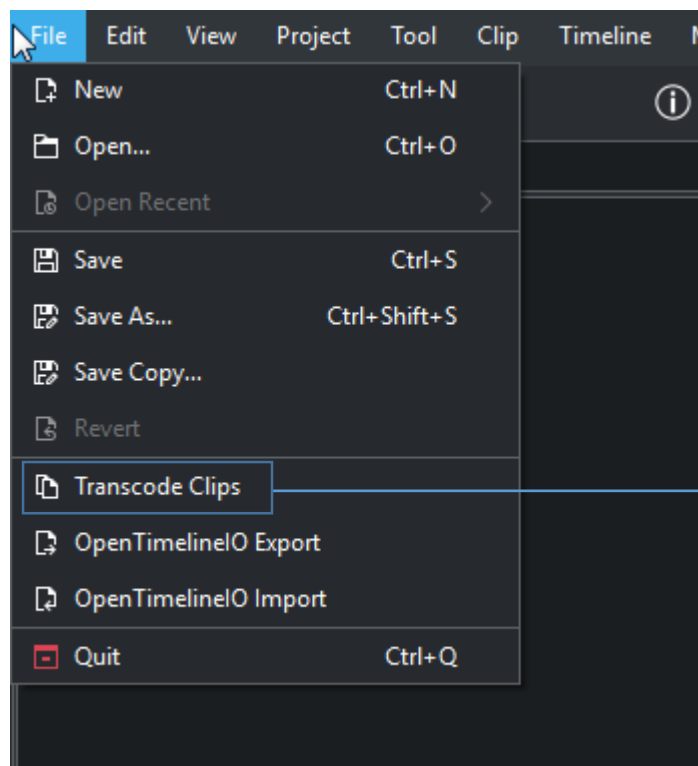 File Edit View Project Tool Clip Timeline
New Ctrl+N
Open... Ctrl+O
Open Recent
Save Ctrl+S
Save As... Ctrl+Shift+S
Save Copy...
Revert
Transcode Clips
OpenTimelineIO Export
OpenTimelineIO Import
Quit Ctrl+Q